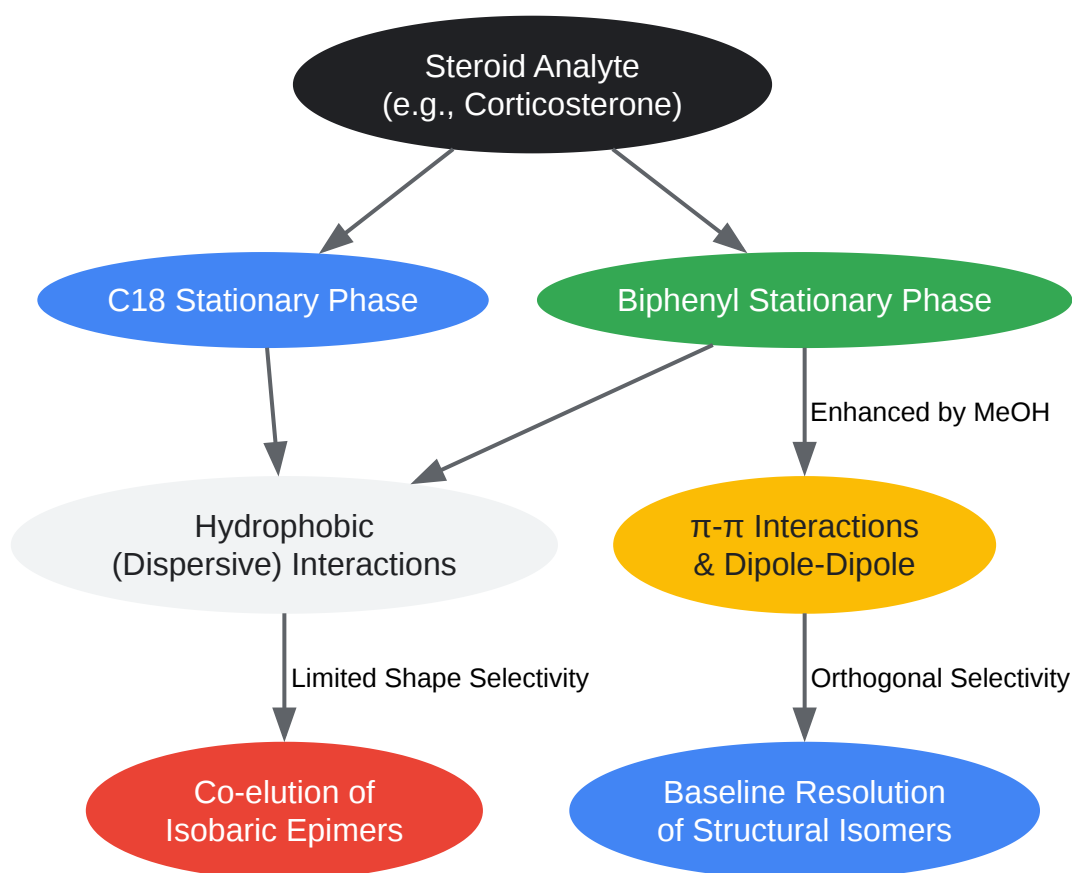 Steroid Analyte
(e.g., Corticosterone)
C18 Stationary Phase
Biphenyl Stationary Phase
Enhanced by MeOH
Hydrophobic
(Dispersive) Interactions
π-π Interactions
& Dipole-Dipole
Limited Shape Selectivity
Orthogonal Selectivity
Co-elution of
Isobaric Epimers
Baseline Resolution
of Structural Isomers